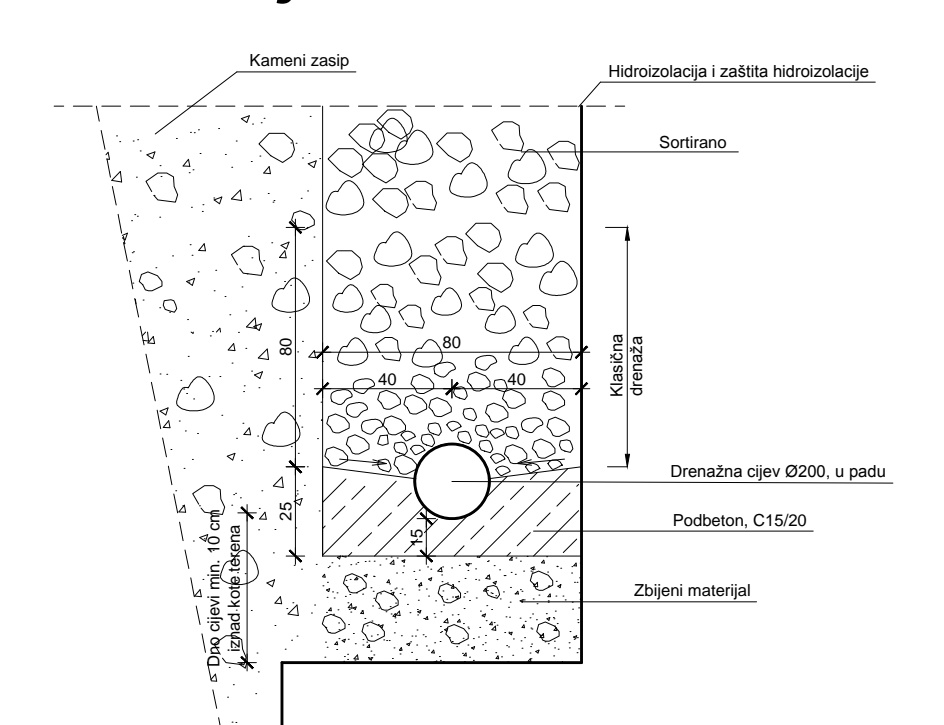 Kameni zasip
Hidroizolacija i zaštita hidroizolacije
Sortirano
80
80
40
40
Klasična
drenaža
Drenažna cijev Ø200, u padu
25
15
Podbeton, C15/20
Dno cijevi min. 10 cm
iznad kote terena
Zbijeni materijal